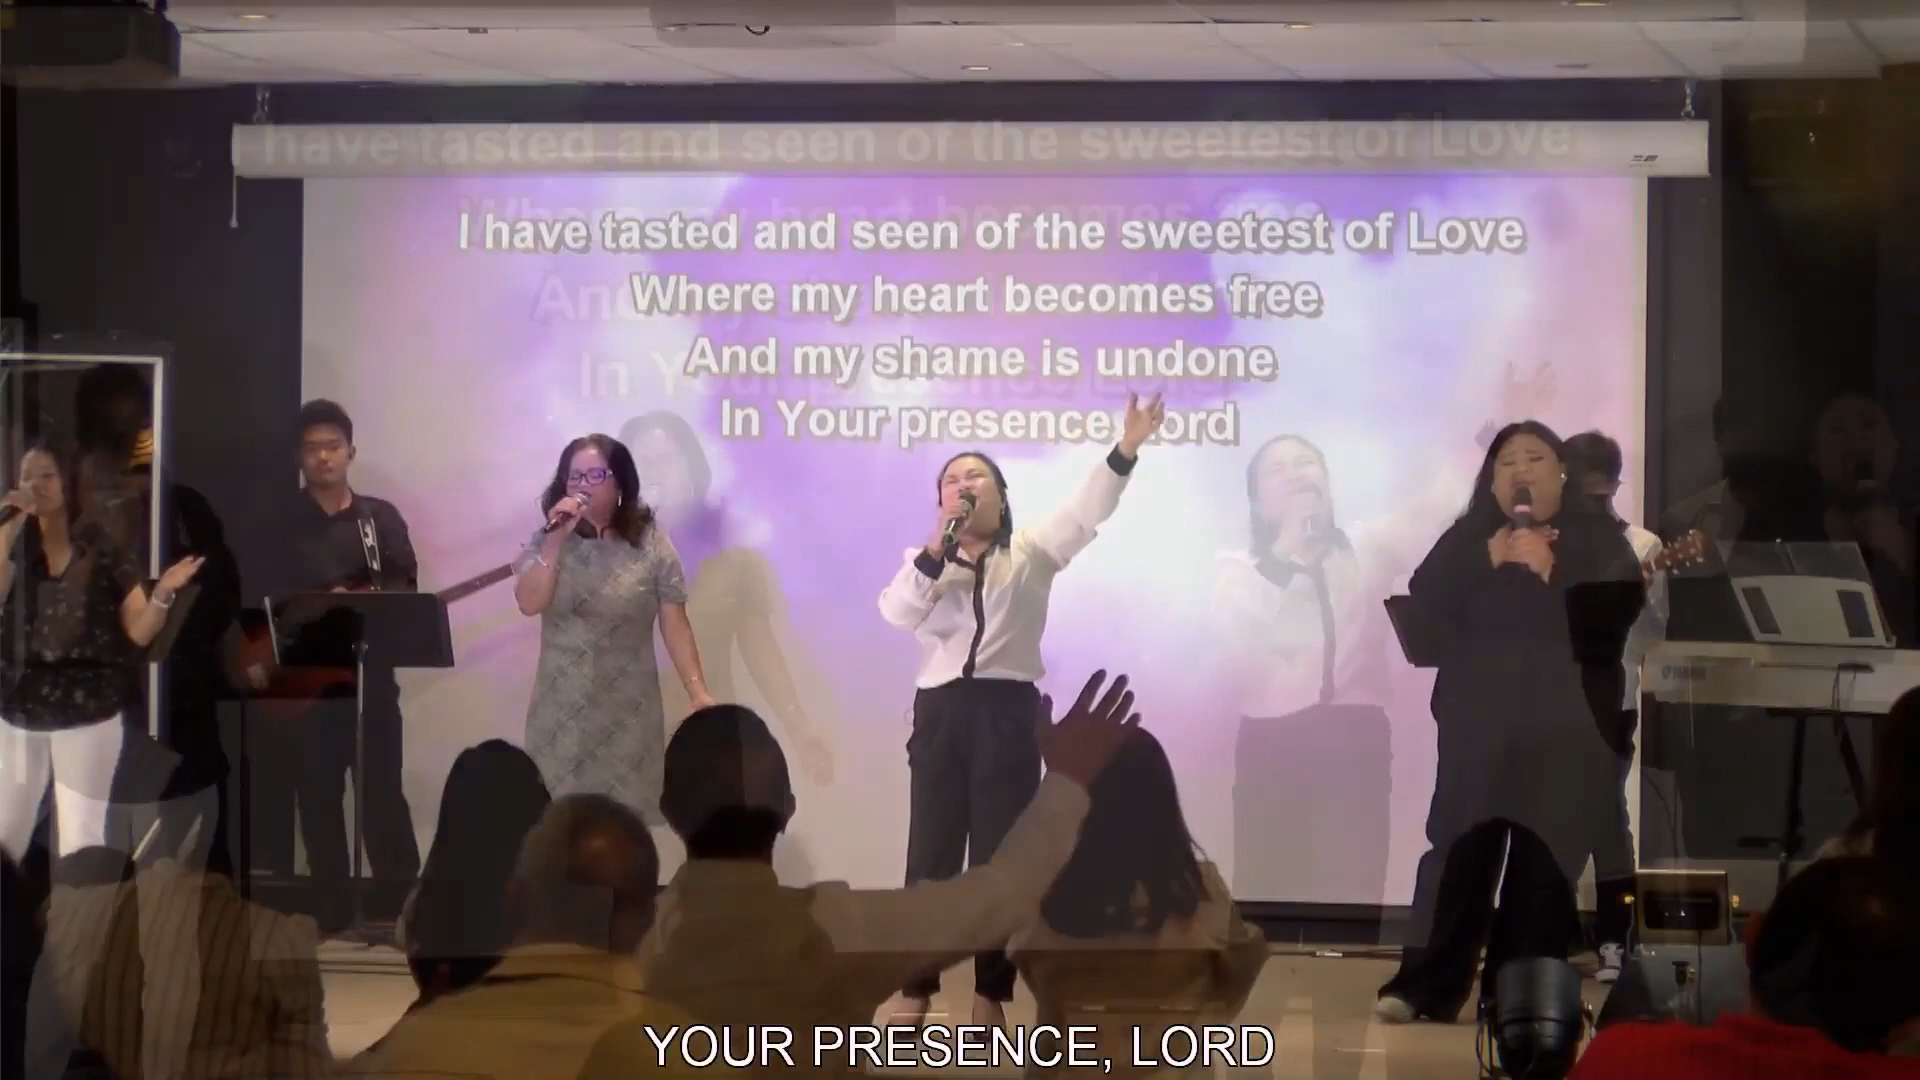 have tasted and seen of the sweetest of Love
I have tasted and seen of the sweetest of Love
Where my heart becomes free
And my shame is undone
In Your presence Lord
YAMAHA
YOUR PRESENCE, LORD